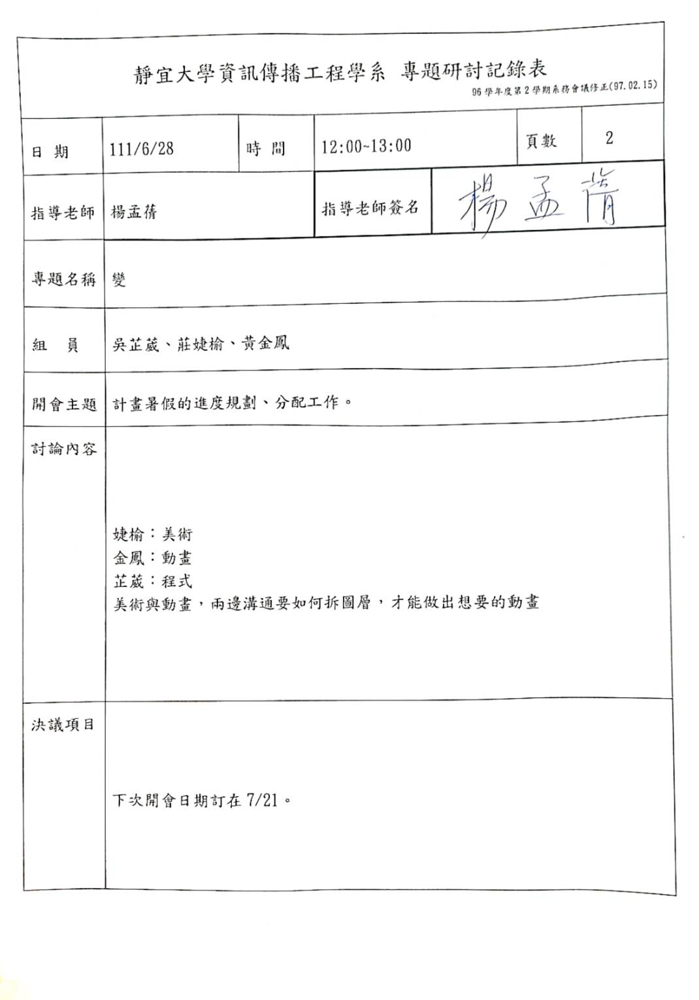 靜宜大學資訊傳播工程學系 專題研討記錄表
96 學年度第 2 學期系務會議修正(97.02.15)
日 期 111/6/28 時 間 12:00~13:00 頁數 2
指導老師 楊孟蒨 指導老師簽名 楊孟蒨
專題名稱 變
組 員 吳芷葳、莊婕榆、黃金鳳
開會主題 計畫暑假的進度規劃、分配工作。
討論內容
婕榆：美術
金鳳：動畫
芷葳：程式
美術與動畫，兩邊溝通要如何拆圖層，才能做出想要的動畫
決議項目
下次開會日期訂在 7/21。